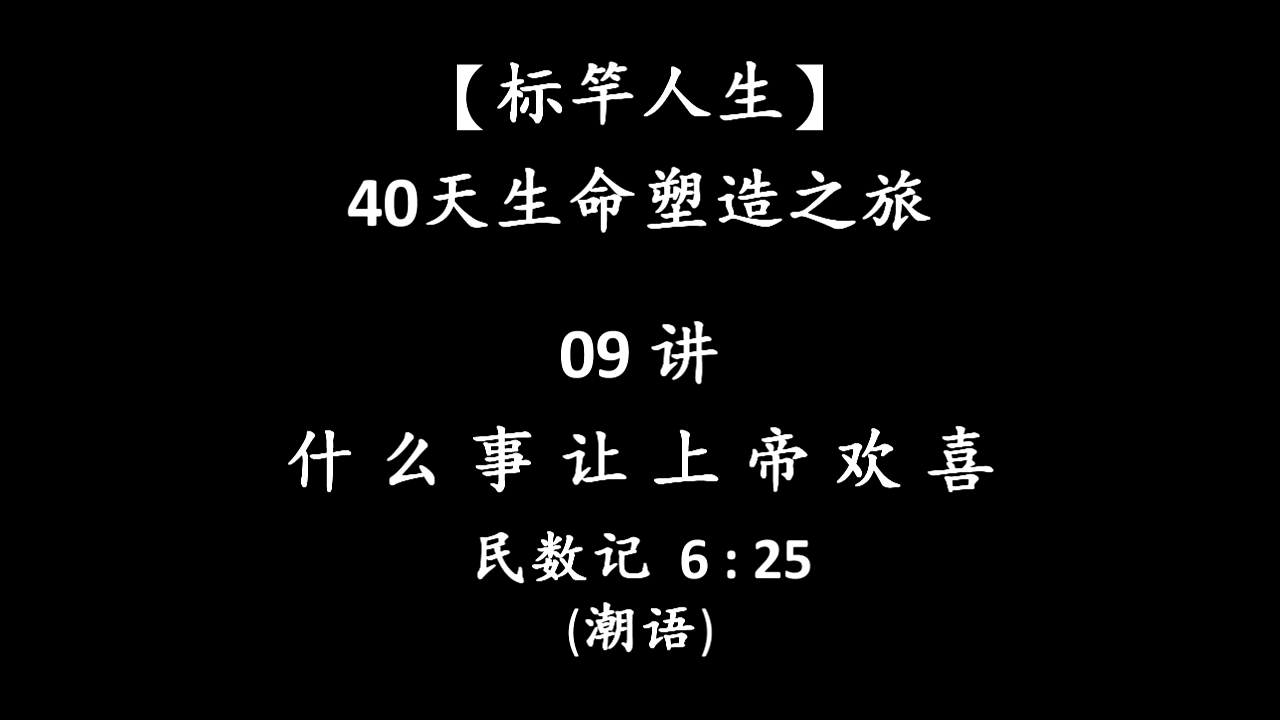 【标竿人生】
40天生命塑造之旅
09 讲
什么事让上帝欢喜
民数记 6 : 25
(潮语)